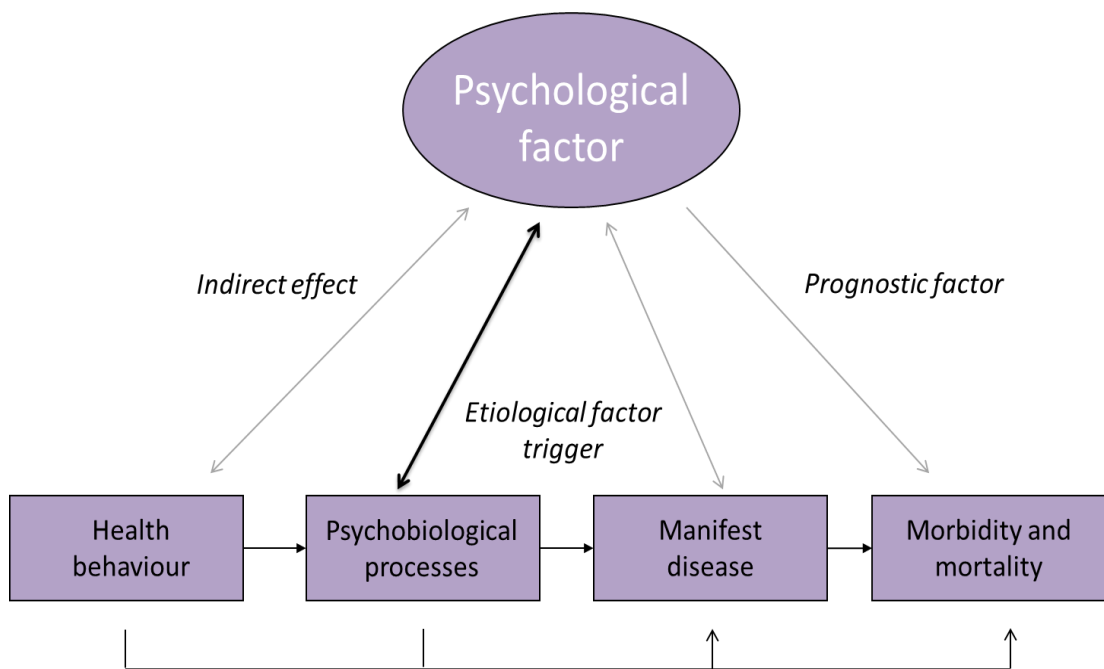 Psychological
factor
Indirect effect
Prognostic factor
Etiological factor
trigger
Health
behaviour
Psychobiological
processes
Manifest
disease
Morbidity and
mortality